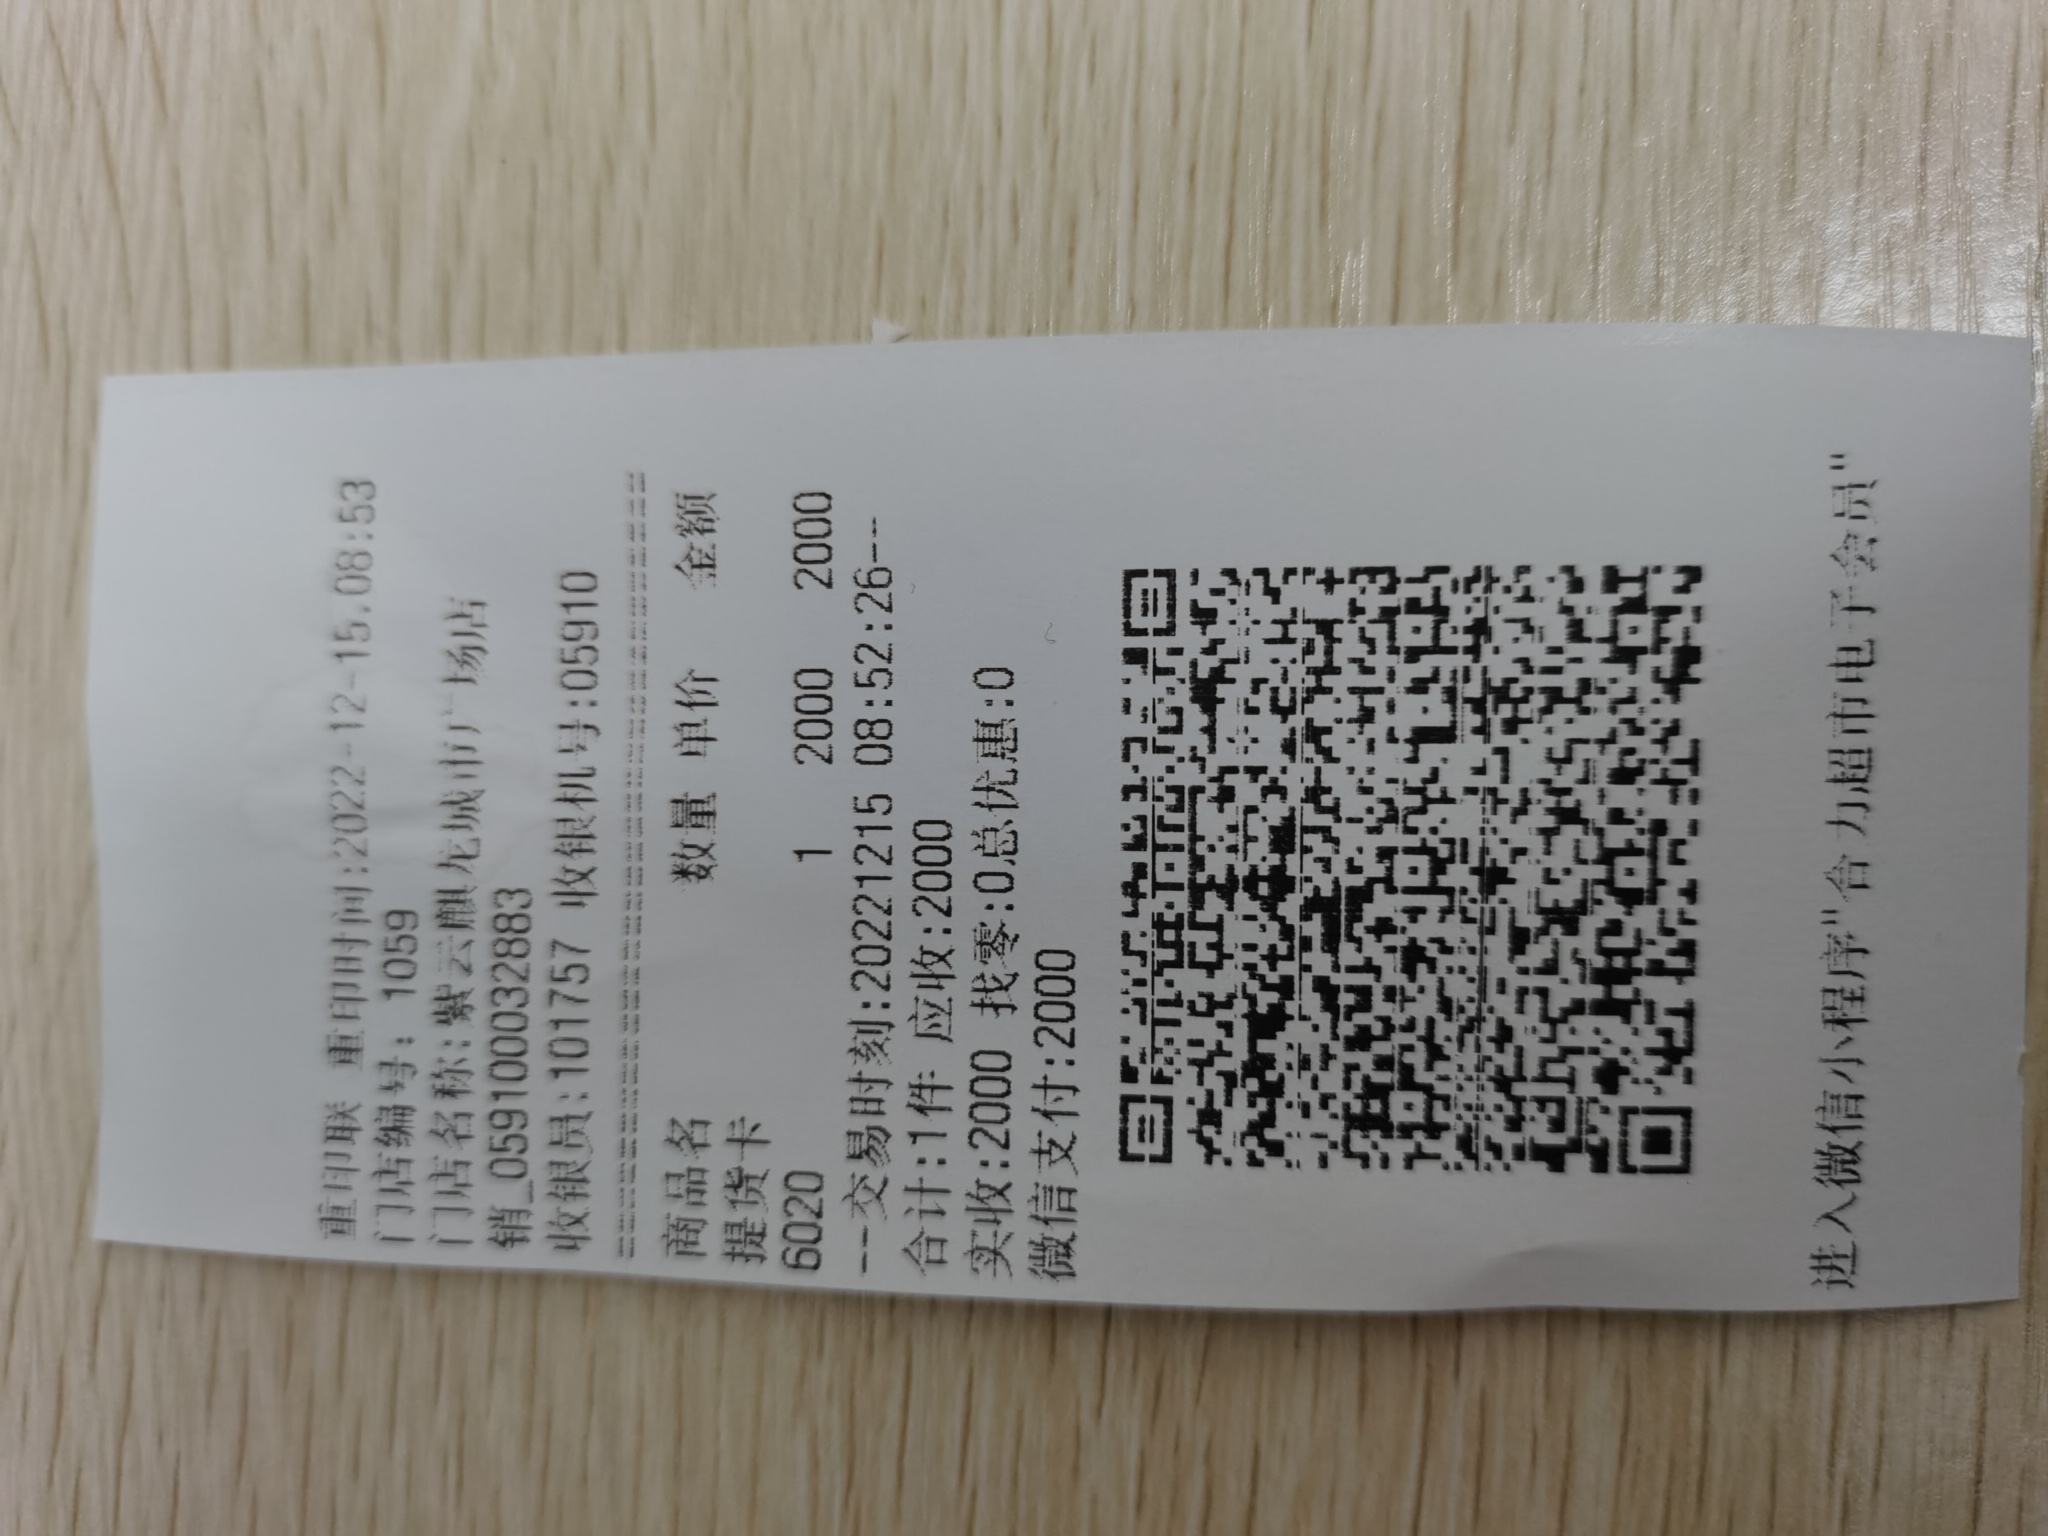 重印联 重印时间:2022-12-15.08:53
门店编号: 1059
门店名称:紫云麒龙城市广场店
销_0591000032883
收银员:101757 收银机号:05910
商品名 数量 单价 金额
提货卡
6020 1 2000 2000
--交易时刻:20221215 08:52:26--
合计:1件 应收:2000
实收:2000 找零:0总优惠:0
微信支付:2000
进入微信小程序"合力超市电子会员"